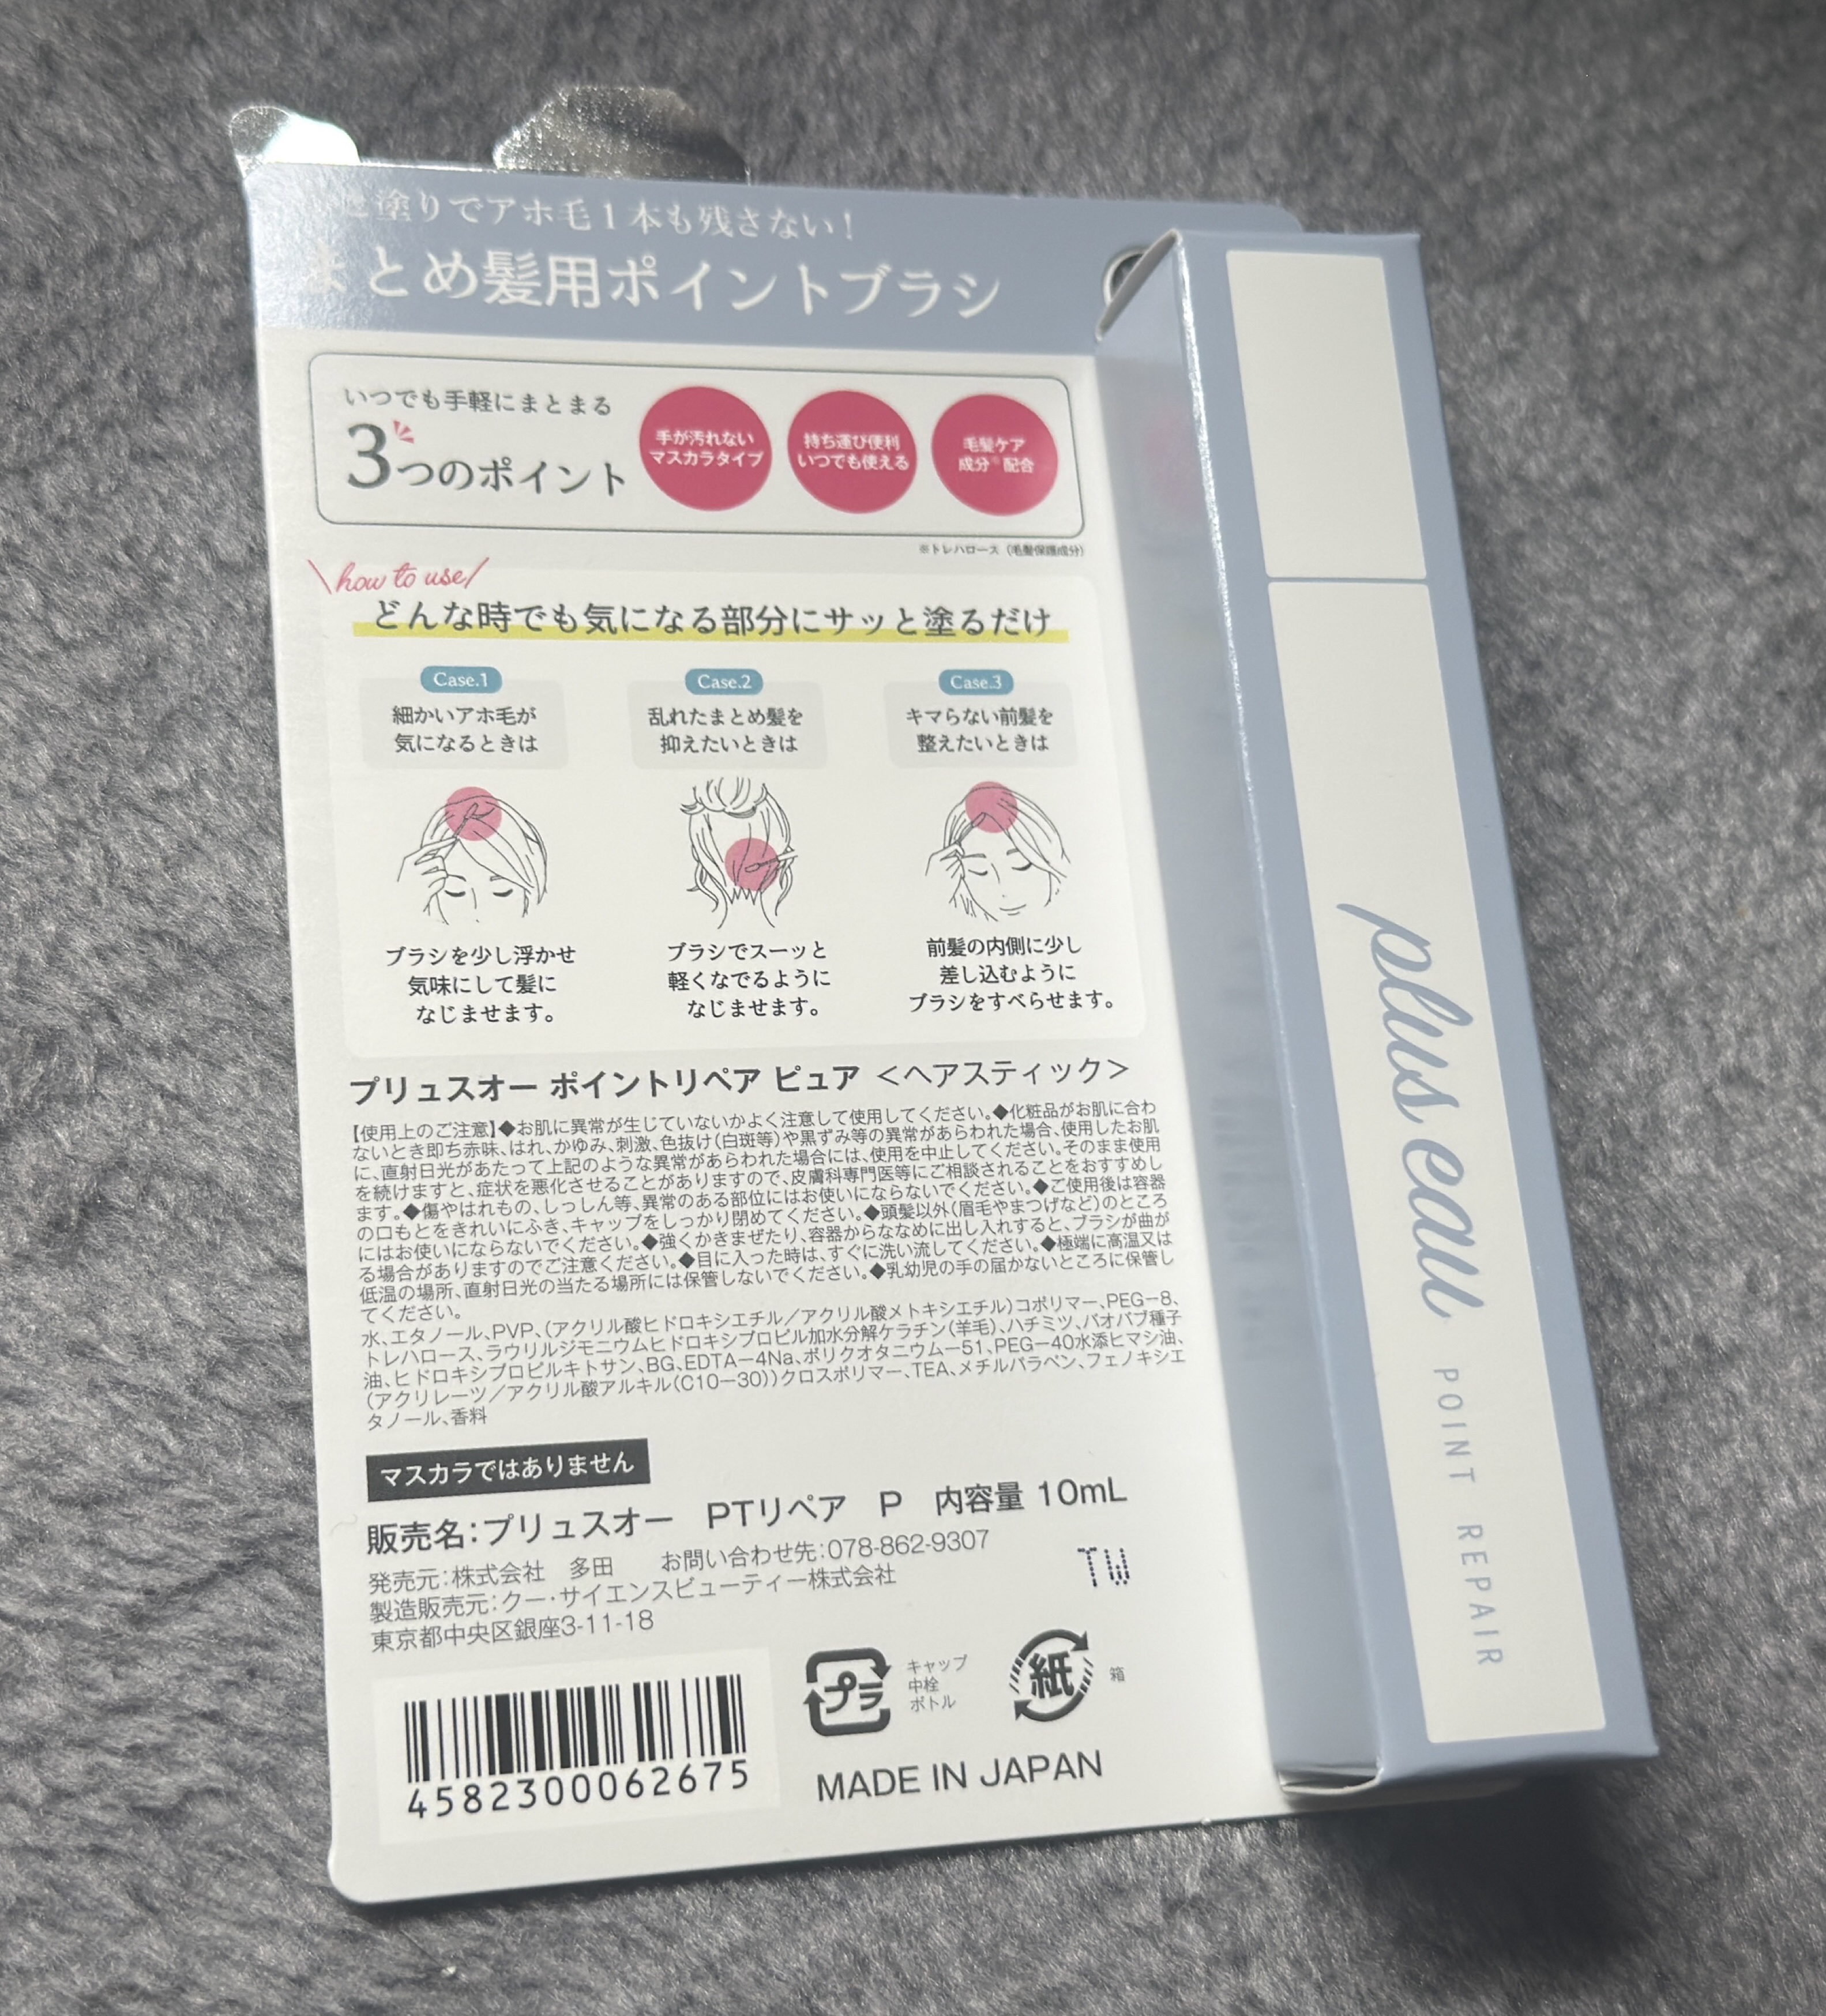 塗りでアホ毛1本も残さない!
まとめ髪用ポイントブラシ
いつでも手軽にまとまる
3つのポイント
手が汚れない
マスカラタイプ
持ち運び便利
いつでも使える
毛髪ケア
成分※配合
※トレハロース(毛髪保護成分)
how to use
どんな時でも気になる部分にサッと塗るだけ
Case.1
細かいアホ毛が
気になるときは
ブラシを少し浮かせ
気味にして髪に
なじませます。
Case.2
乱れたまとめ髪を
抑えたいときは
ブラシでスーッと
軽くなでるように
なじませます。
Case.3
キマらない前髪を
整えたいときは
前髪の内側に少し
差し込むように
ブラシをすべらせます。
プリュスオー ポイントリペア ピュア <ヘアスティック>
【使用上のご注意】◆お肌に異常が生じていないかよく注意して使用してください。◆化粧品がお肌に合わ
ないとき即ち赤味、はれ、かゆみ、刺激、色抜け(白斑等)や黒ずみ等の異常があらわれた場合、使用したお肌
に、直射日光があたって上記のような異常があらわれた場合には、使用を中止してください。そのまま使用
を続けますと、症状を悪化させることがありますので、皮膚科専門医等にご相談されることをおすすめし
ます。◆傷やはれもの、しっしん等、異常のある部位にはお使いにならないでください。◆ご使用後は容器
の口もとをきれいにふき、キャップをしっかり閉めてください。◆頭髪以外(眉毛やまつげなど)のところ
にはお使いにならないでください。◆強くかきまぜたり、容器からななめに出し入れすると、ブラシが曲が
る場合がありますのでご注意ください。◆目に入った時は、すぐに洗い流してください。◆極端に高温又は
低温の場所、直射日光の当たる場所には保管しないでください。◆乳幼児の手の届かないところに保管し
てください。
水、エタノール、PVP、(アクリル酸ヒドロキシエチル/アクリル酸メトキシエチル)コポリマー、PEG-8、
トレハロース、ラウリルジモニウムヒドロキシプロピル加水分解ケラチン(羊毛)、ハチミツ、バオバブ種子
油、ヒドロキシプロピルキトサン、BG、EDTA-4Na、ポリクオタニウム-51、PEG-40水添ヒマシ油、
(アクリレーツ/アクリル酸アルキル(C10-30))クロスポリマー、TEA、メチルパラベン、フェノキシエ
タノール、香料
マスカラではありません
販売名:プリュスオー PTリペア P 内容量 10mL
発売元:株式会社 多田 お問い合わせ先:078-862-9307
製造販売元:クー・サイエンスビューティー株式会社
東京都中央区銀座3-11-18
TW
4582300062675
プラ
キャップ
中栓
ボトル
紙
箱
MADE IN JAPAN
plus eau
POINT REPAIR